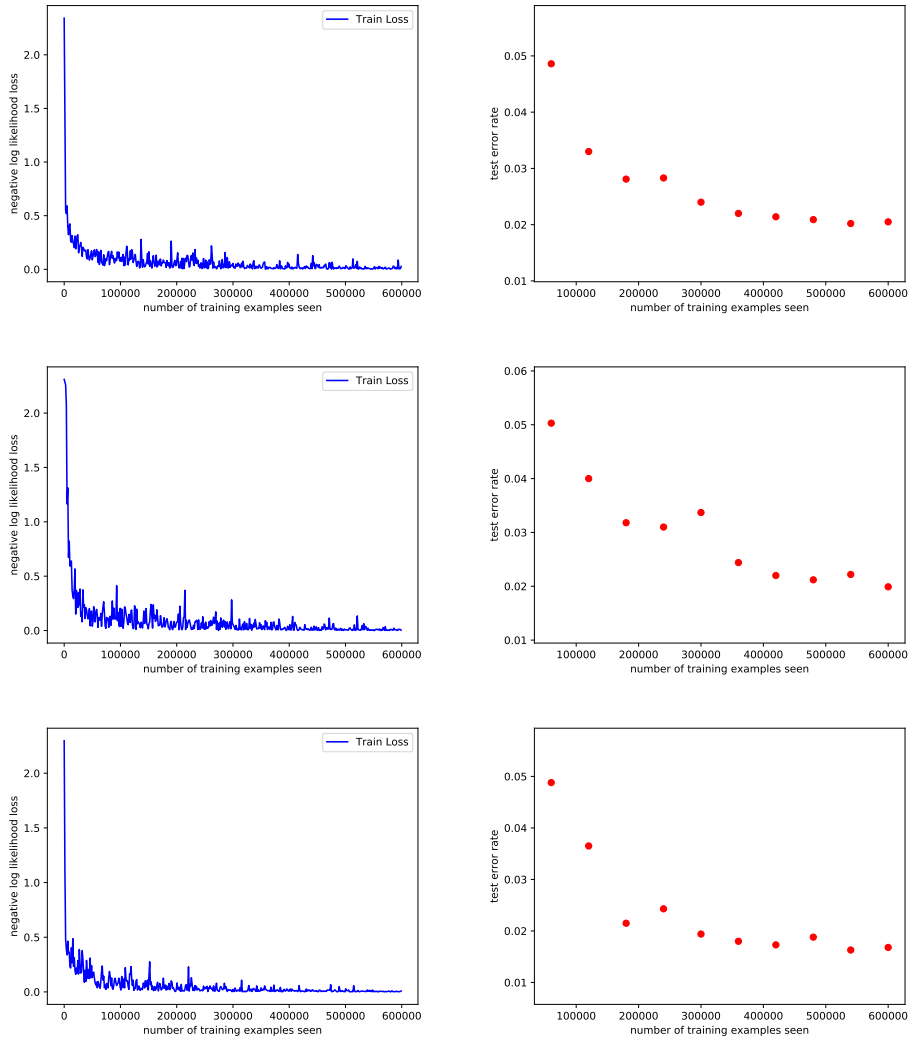 Train Loss
negative log likelihood loss
2.0
1.5
1.0
0.5
0.0
0 100000 200000 300000 400000 500000 600000
number of training examples seen
test error rate
0.05
0.04
0.03
0.02
0.01
100000 200000 300000 400000 500000 600000
number of training examples seen
Train Loss
negative log likelihood loss
2.0
1.5
1.0
0.5
0.0
0 100000 200000 300000 400000 500000 600000
number of training examples seen
test error rate
0.06
0.05
0.04
0.03
0.02
0.01
100000 200000 300000 400000 500000 600000
number of training examples seen
Train Loss
negative log likelihood loss
2.0
1.5
1.0
0.5
0.0
0 100000 200000 300000 400000 500000 600000
number of training examples seen
test error rate
0.05
0.04
0.03
0.02
0.01
100000 200000 300000 400000 500000 600000
number of training examples seen